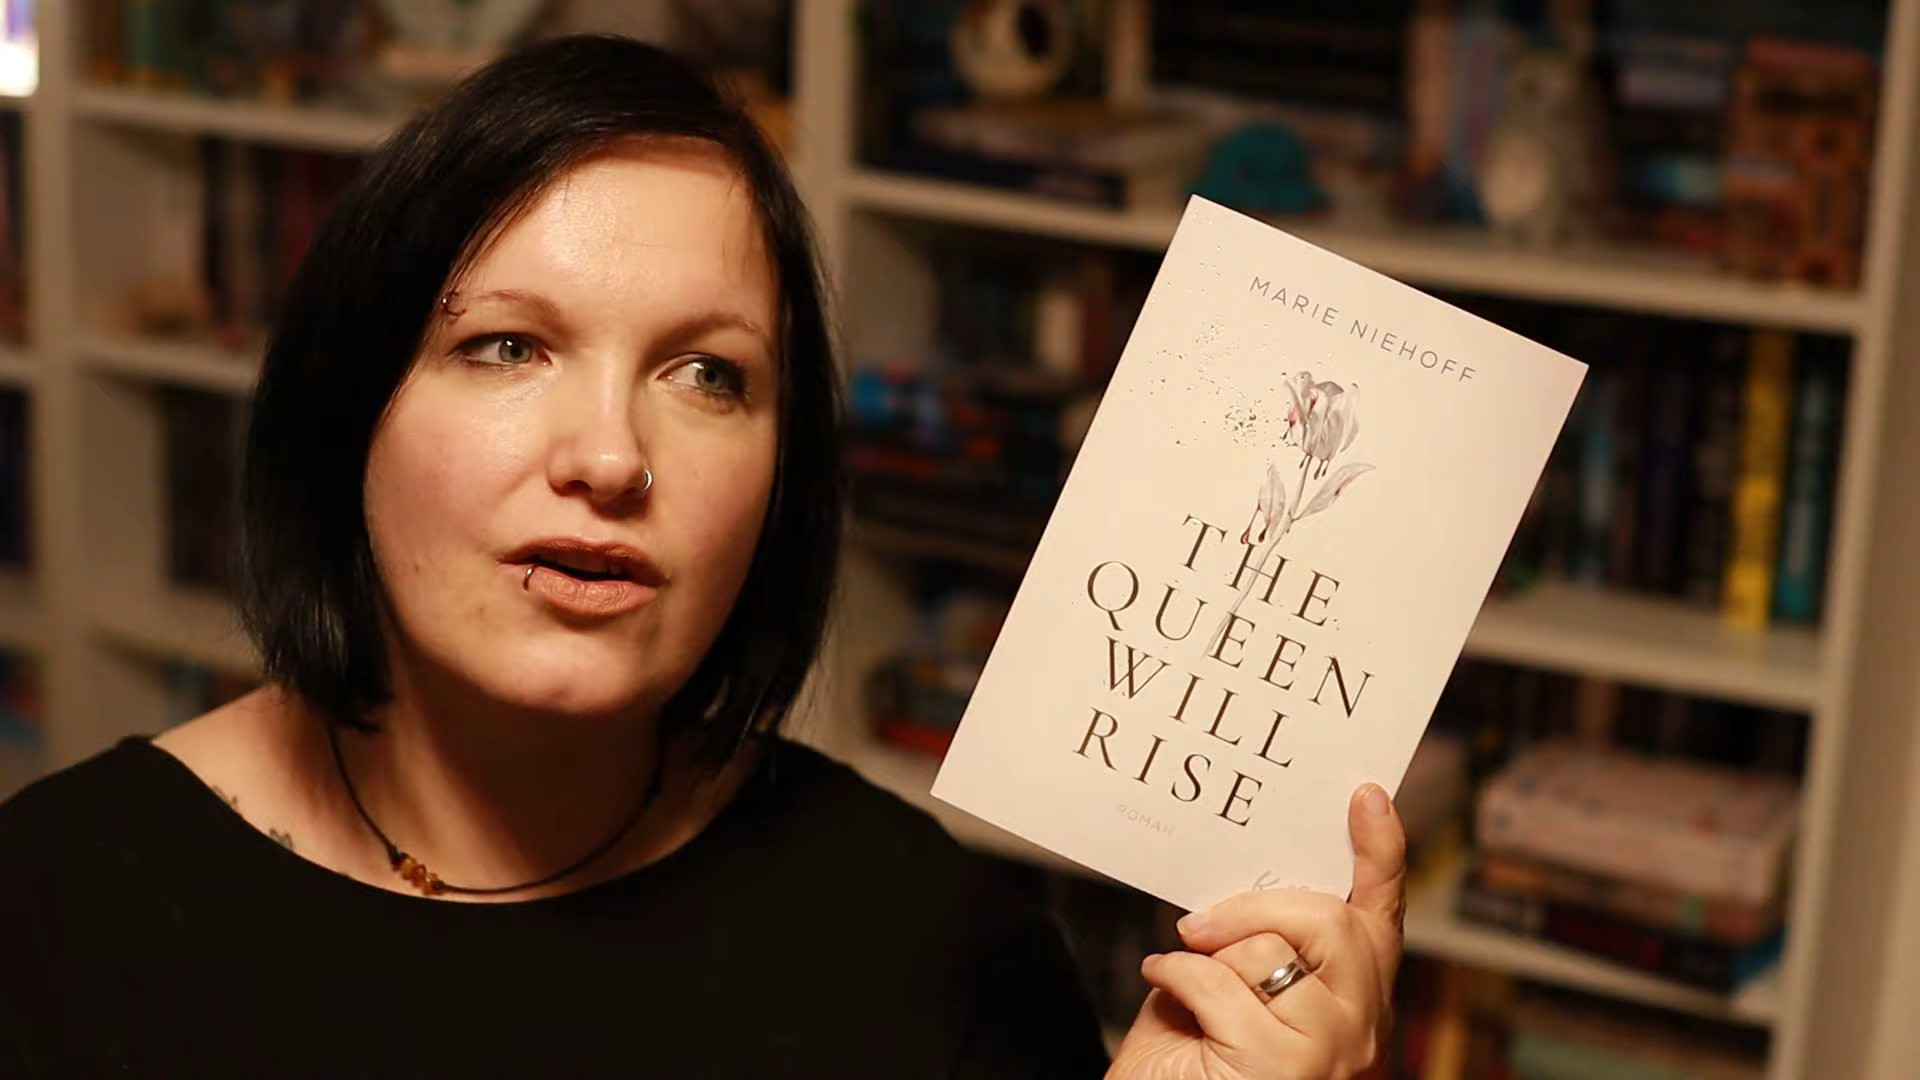 MARIE NIEHOFF
THE
QUEEN
WILL
RISE
ROMAN